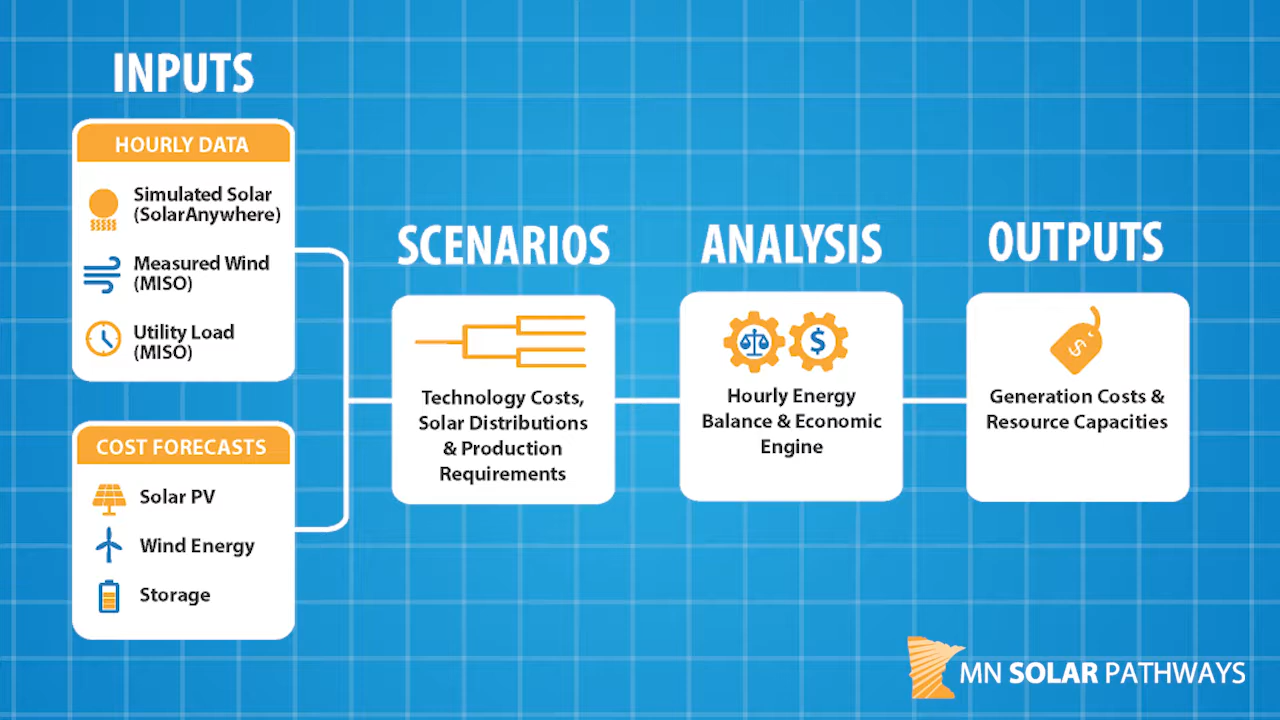 INPUTS
HOURLY DATA
Simulated Solar
(SolarAnywhere)
Measured Wind
(MISO)
Utility Load
(MISO)
COST FORECASTS
Solar PV
Wind Energy
Storage
SCENARIOS
Technology Costs,
Solar Distributions
& Production
Requirements
ANALYSIS
$
Hourly Energy
Balance & Economic
Engine
OUTPUTS
$
Generation Costs &
Resource Capacities
MN SOLAR PATHWAYS